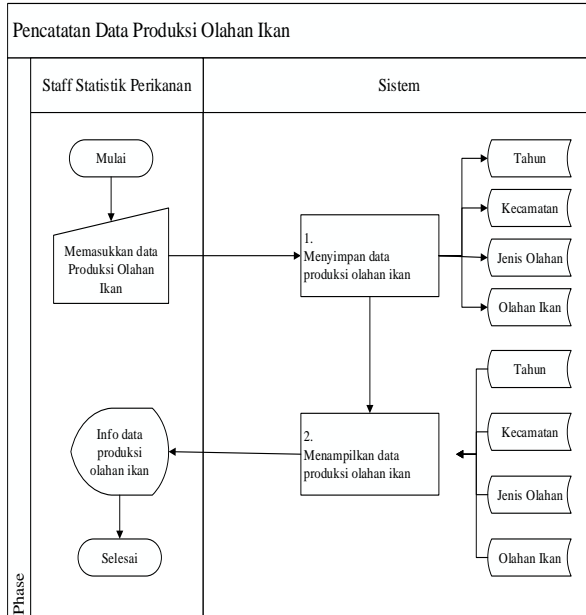 Pencatatan Data Produksi Olahan Ikan
Staff Statistik Perikanan
Sistem
Mulai
Memasukkan data
Produksi Olahan
Ikan
1.
Menyimpan data
produksi olahan ikan
Tahun
Kecamatan
Jenis Olahan
Olahan Ikan
Info data
produksi
olahan ikan
2.
Menampilkan data
produksi olahan ikan
Tahun
Kecamatan
Jenis Olahan
Olahan Ikan
Selesai
Phase